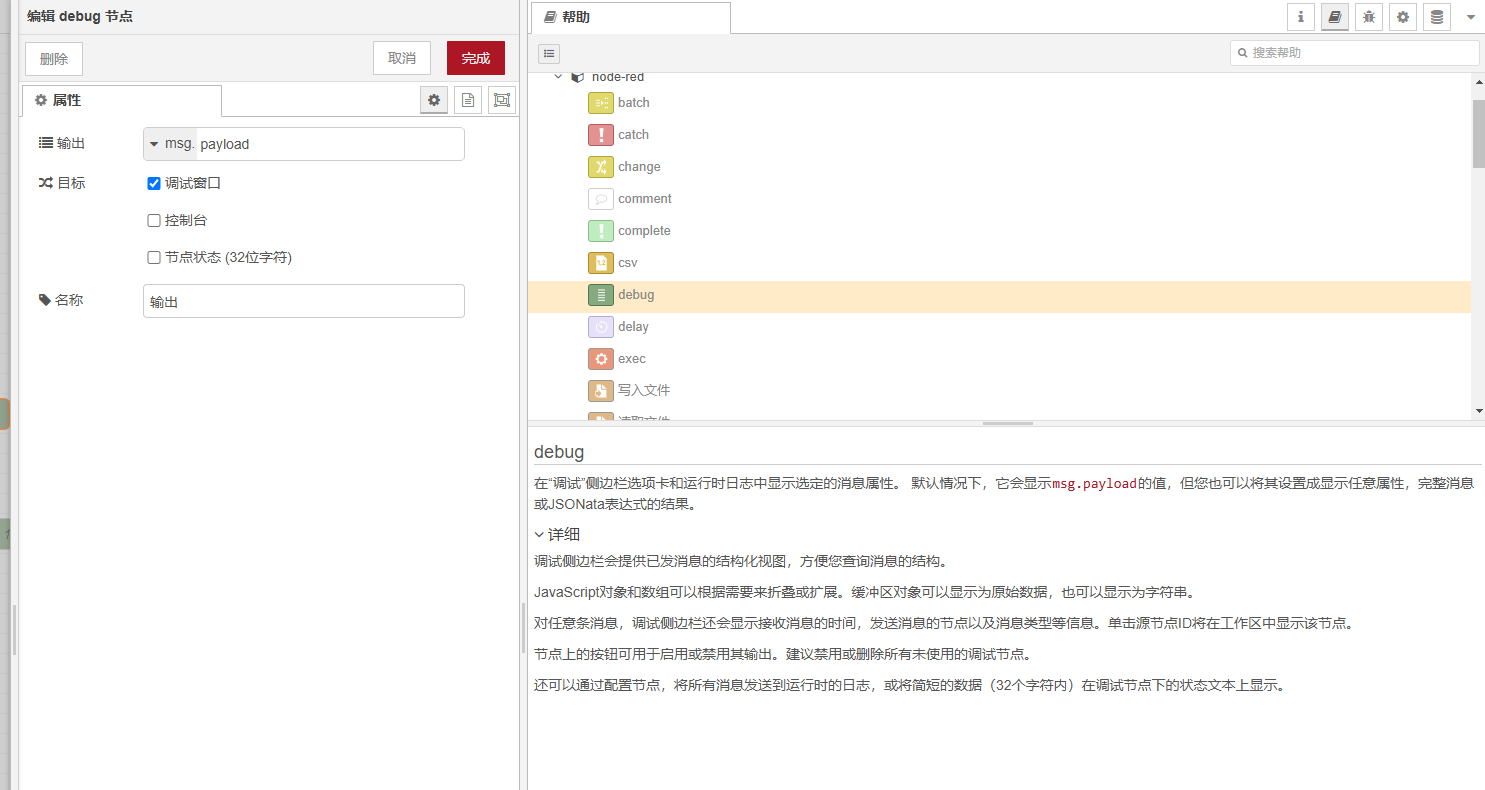 编辑 debug 节点
删除
取消
完成
属性
输出
msg. payload
目标
调试窗口
控制台
节点状态 (32位字符)
名称
输出
帮助
搜索帮助
node-red
batch
catch
change
comment
complete
csv
debug
delay
exec
写入文件
读取文件
debug
在“调试”侧边栏选项卡和运行时日志中显示选定的消息属性。 默认情况下，它会显示msg.payload的值，但您也可以将其设置成显示任意属性，完整消息
或JSONata表达式的结果。
详细
调试侧边栏会提供已发消息的结构化视图，方便您查询消息的结构。
JavaScript对象和数组可以根据需要来折叠或扩展。缓冲区对象可以显示为原始数据，也可以显示为字符串。
对任意条消息，调试侧边栏还会显示接收消息的时间，发送消息的节点以及消息类型等信息。单击源节点ID将在工作区中显示该节点。
节点上的按钮可用于启用或禁用其输出。建议禁用或删除所有未使用的调试节点。
还可以通过配置节点，将所有消息发送到运行时的日志，或将简短的数据（32个字符内）在调试节点下的状态文本上显示。